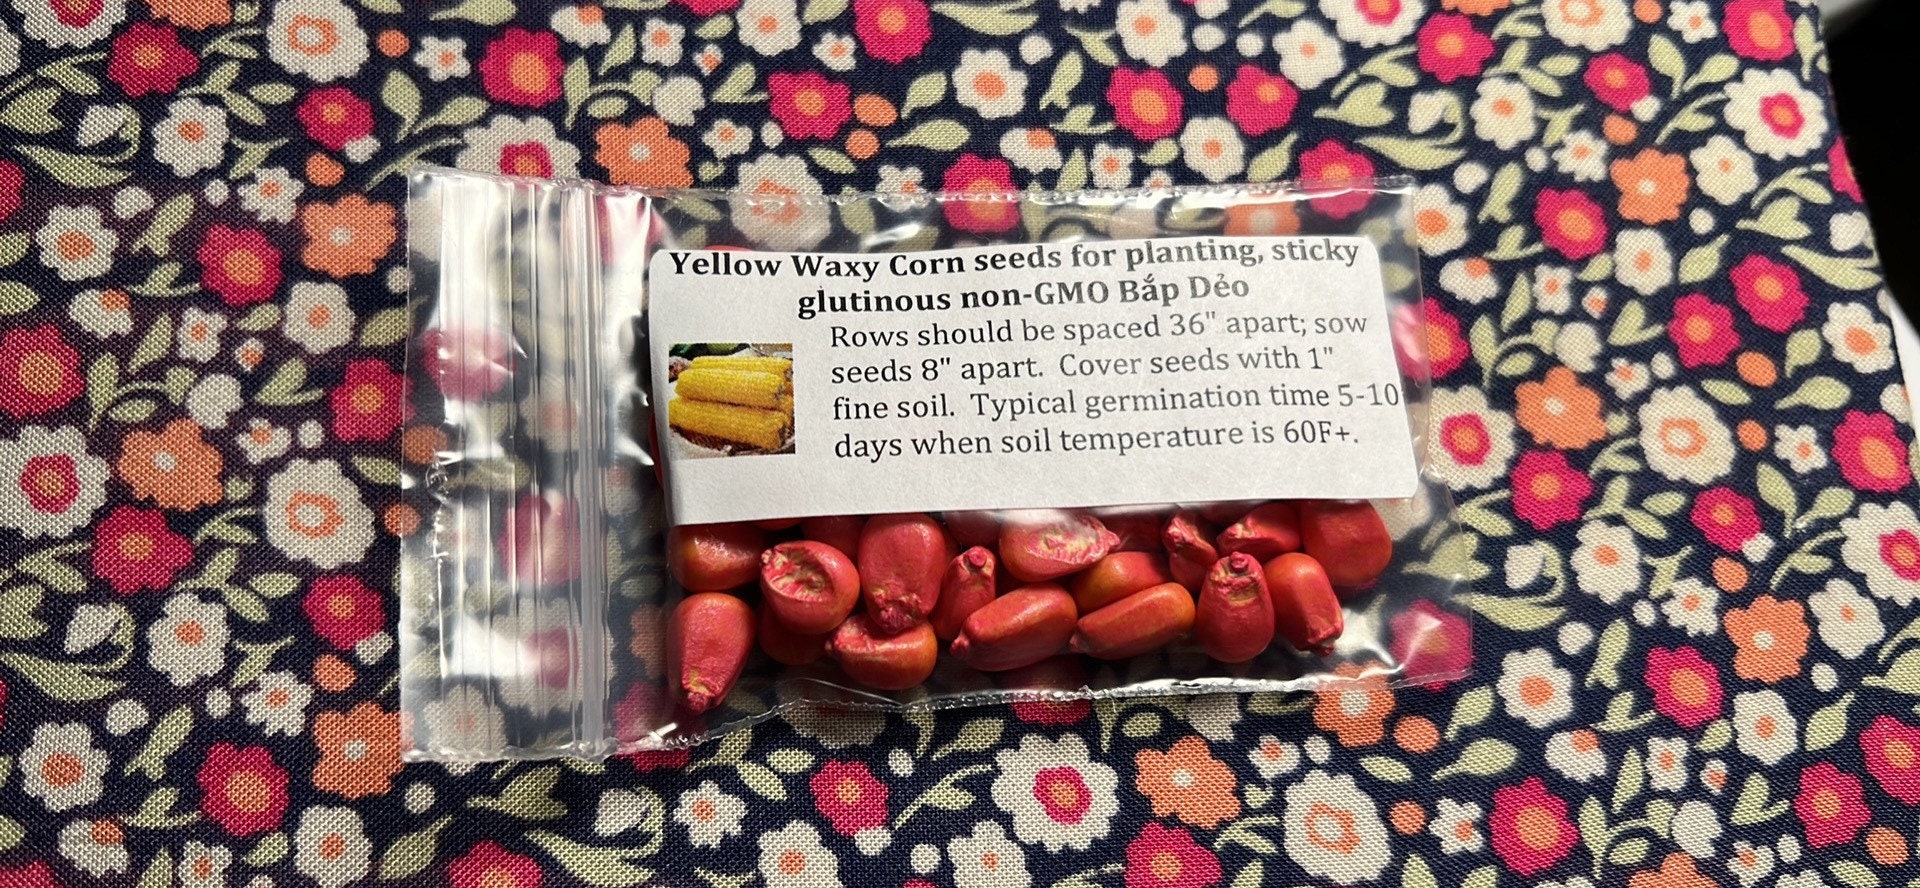 Yellow Waxy Corn seeds for planting, sticky
glutinous non-GMO Bắp Dẻo
Rows should be spaced 36" apart; sow
seeds 8" apart.  Cover seeds with 1"
fine soil.  Typical germination time 5-10
days when soil temperature is 60F+.